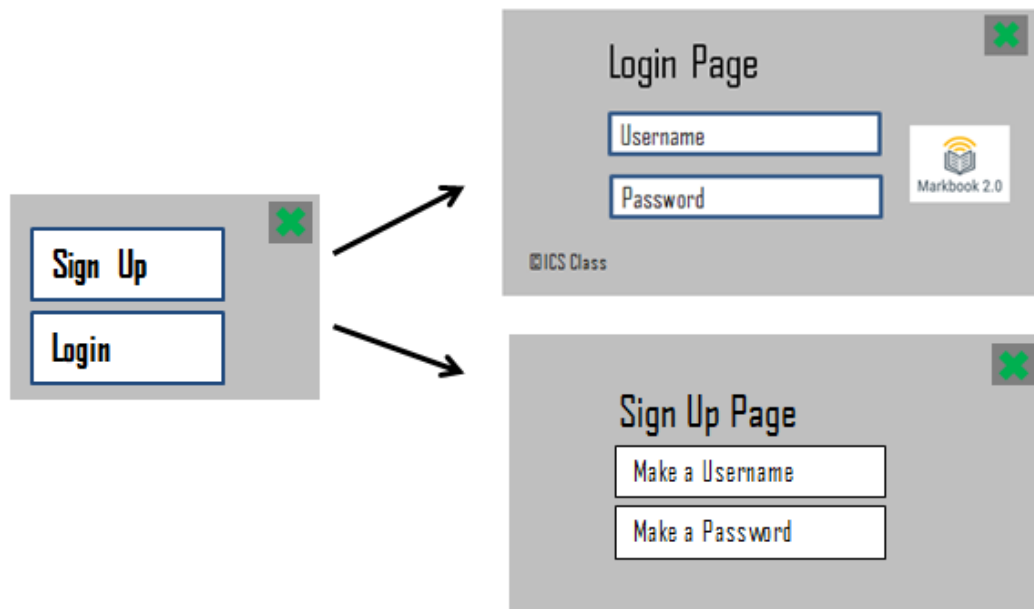 Sign Up
Login
Login Page
Username
Password
Markbook 2.0
©ICS Class
Sign Up Page
Make a Username
Make a Password